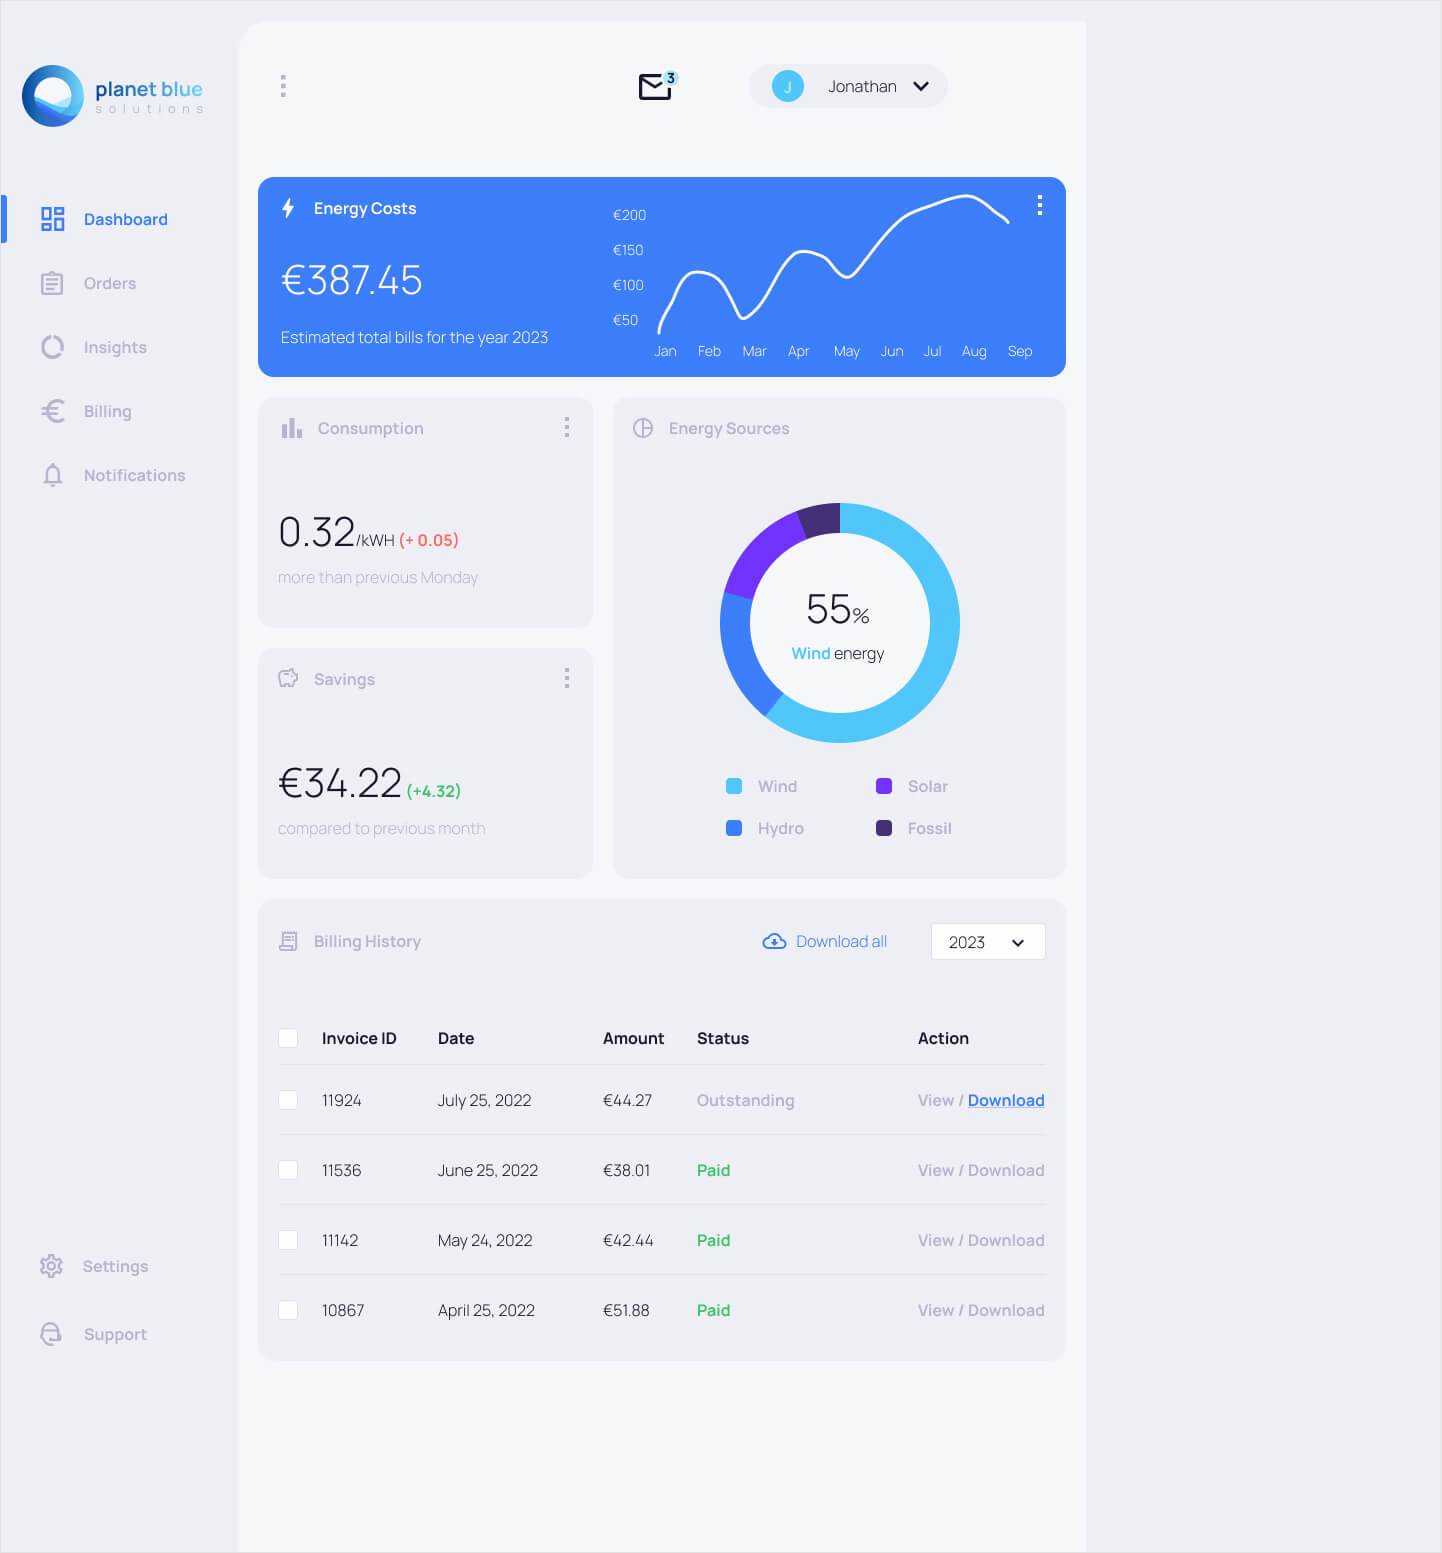 planet blue
solutions
Dashboard
Orders
Insights
Billing
Notifications
Settings
Support
3
J
Jonathan
Energy Costs
€387.45
Estimated total bills for the year 2023
€200
€150
€100
€50
Jan Feb Mar Apr May Jun Jul Aug Sep
Consumption
0.32/kWH (+ 0.05)
more than previous Monday
Savings
€34.22 (+4.32)
compared to previous month
Energy Sources
55%
Wind energy
Wind
Solar
Hydro
Fossil
Billing History
Download all
2023
Invoice ID Date Amount Status Action
11924 July 25, 2022 €44.27 Outstanding View / Download
11536 June 25, 2022 €38.01 Paid View / Download
11142 May 24, 2022 €42.44 Paid View / Download
10867 April 25, 2022 €51.88 Paid View / Download